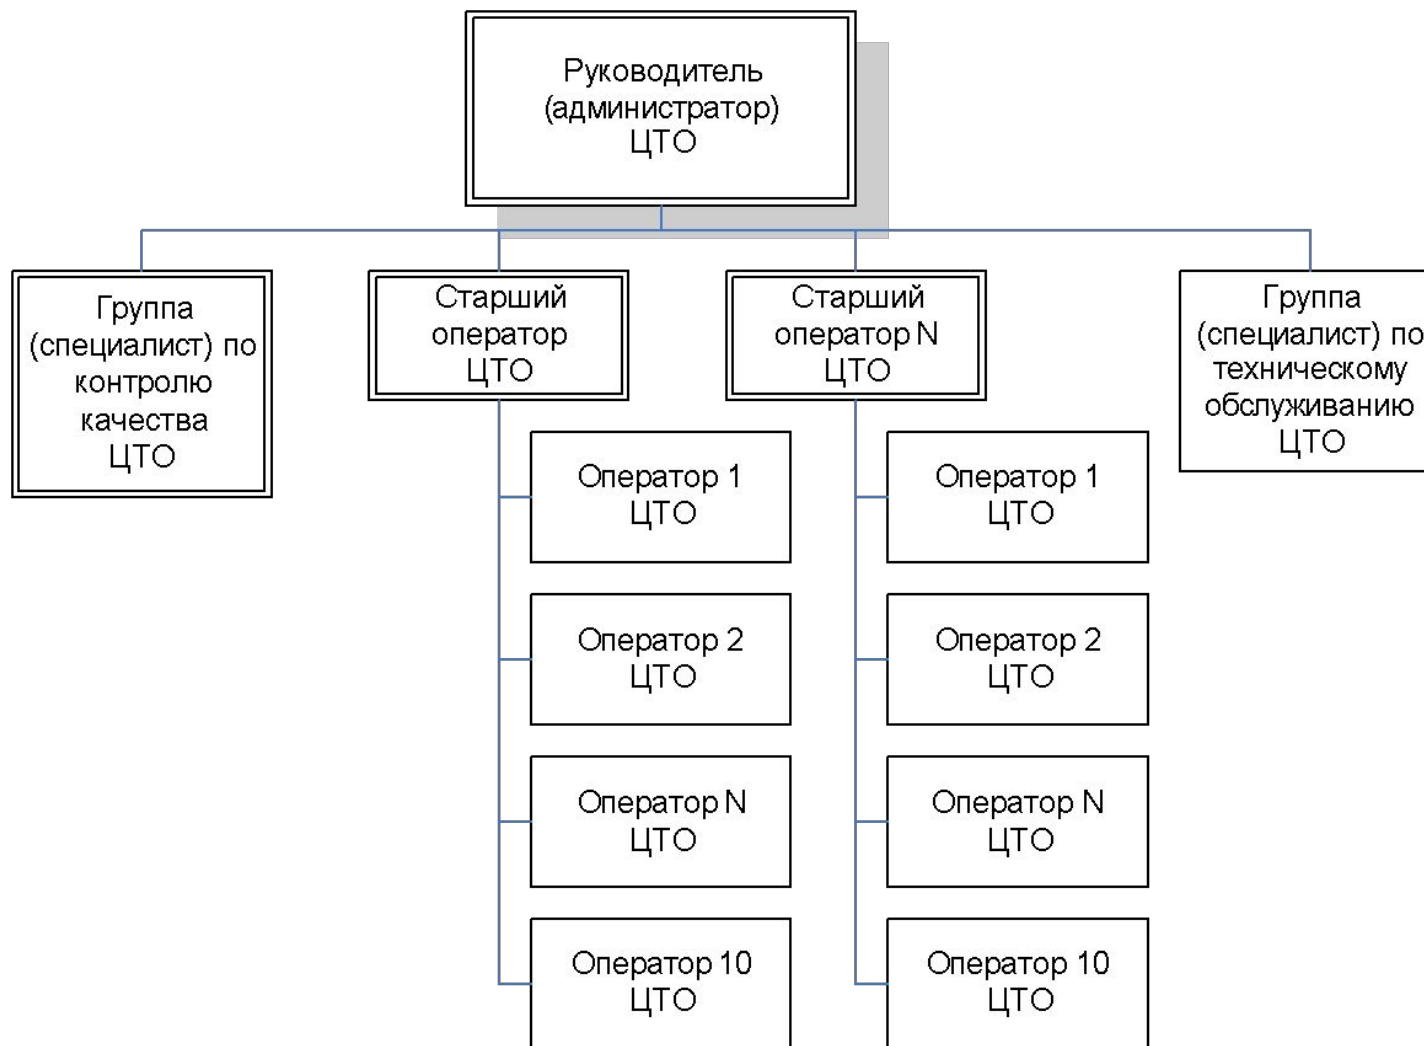 Руководитель
(администратор)
ЦТО
Группа
(специалист) по
контролю
качества
ЦТО
Старший
оператор
ЦТО
Старший
оператор N
ЦТО
Группа
(специалист) по
техническому
обслуживанию
ЦТО
Оператор 1
ЦТО
Оператор 2
ЦТО
Оператор N
ЦТО
Оператор 10
ЦТО
Оператор 1
ЦТО
Оператор 2
ЦТО
Оператор N
ЦТО
Оператор 10
ЦТО